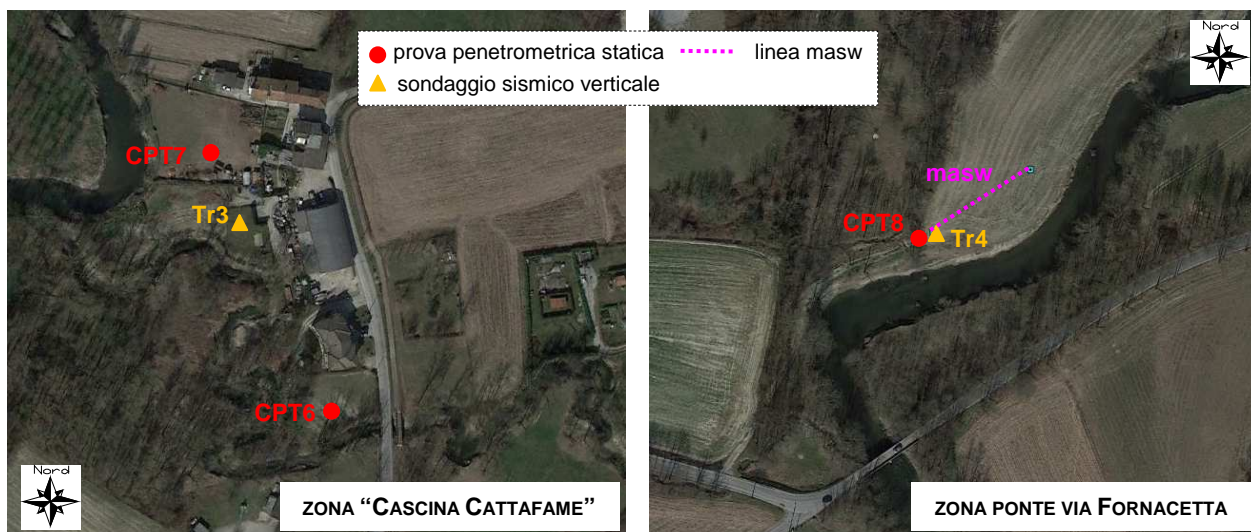 Nord
prova penetrometrica statica linea masw
sondaggio sismico verticale
CPT7
Tr3
CPT6
masw
CPT8
Tr4
Nord
ZONA “CASCINA CATTAFAME”
ZONA PONTE VIA FORNACETTA